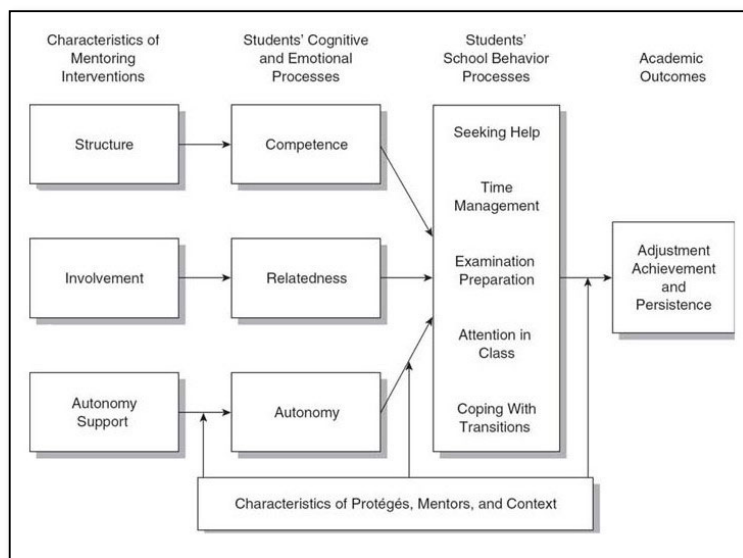 Characteristics of
Mentoring
Interventions
Students' Cognitive
and Emotional
Processes
Students'
School Behavior
Processes
Academic
Outcomes
Structure
Competence
Involvement
Relatedness
Autonomy
Support
Autonomy
Seeking Help
Time
Management
Examination
Preparation
Attention in
Class
Coping With
Transitions
Adjustment
Achievement
and
Persistence
Characteristics of Protégés, Mentors, and Context